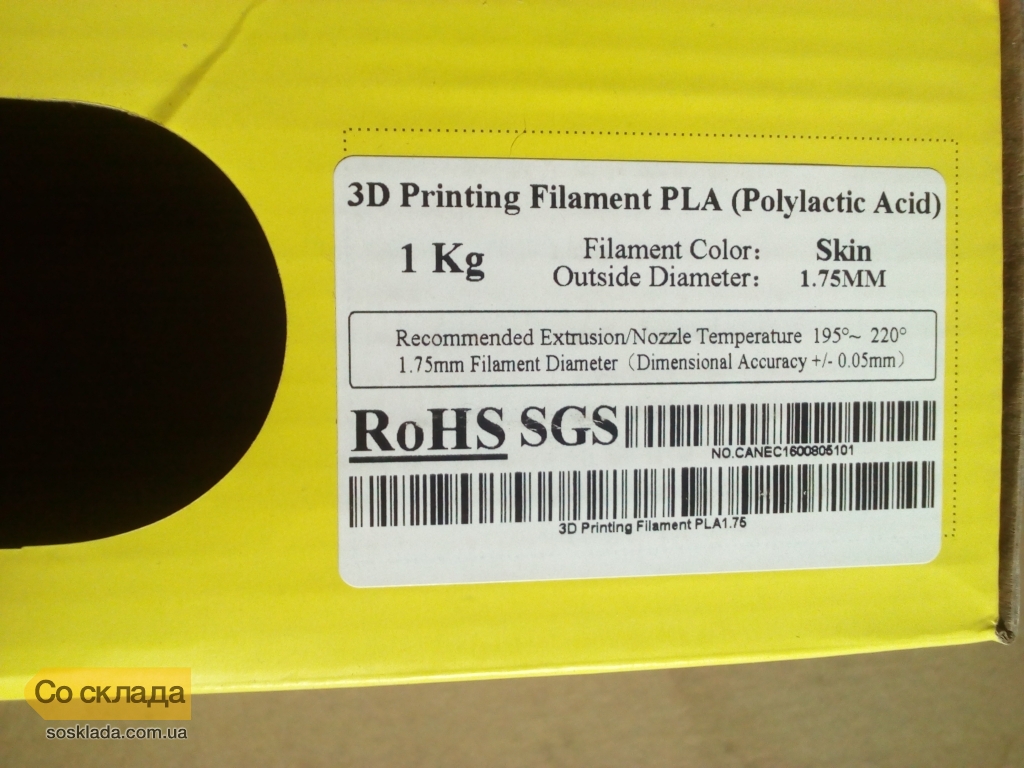 3D Printing Filament PLA (Polylactic Acid)
1 Kg
Filament Color: Skin
Outside Diameter: 1.75MM
Recommended Extrusion/Nozzle Temperature 195°~ 220°
1.75mm Filament Diameter (Dimensional Accuracy +/- 0.05mm)
RoHS SGS
NO.CANEC1600805101
3D Printing Filament PLA1.75
Со склада
sosklada.com.ua